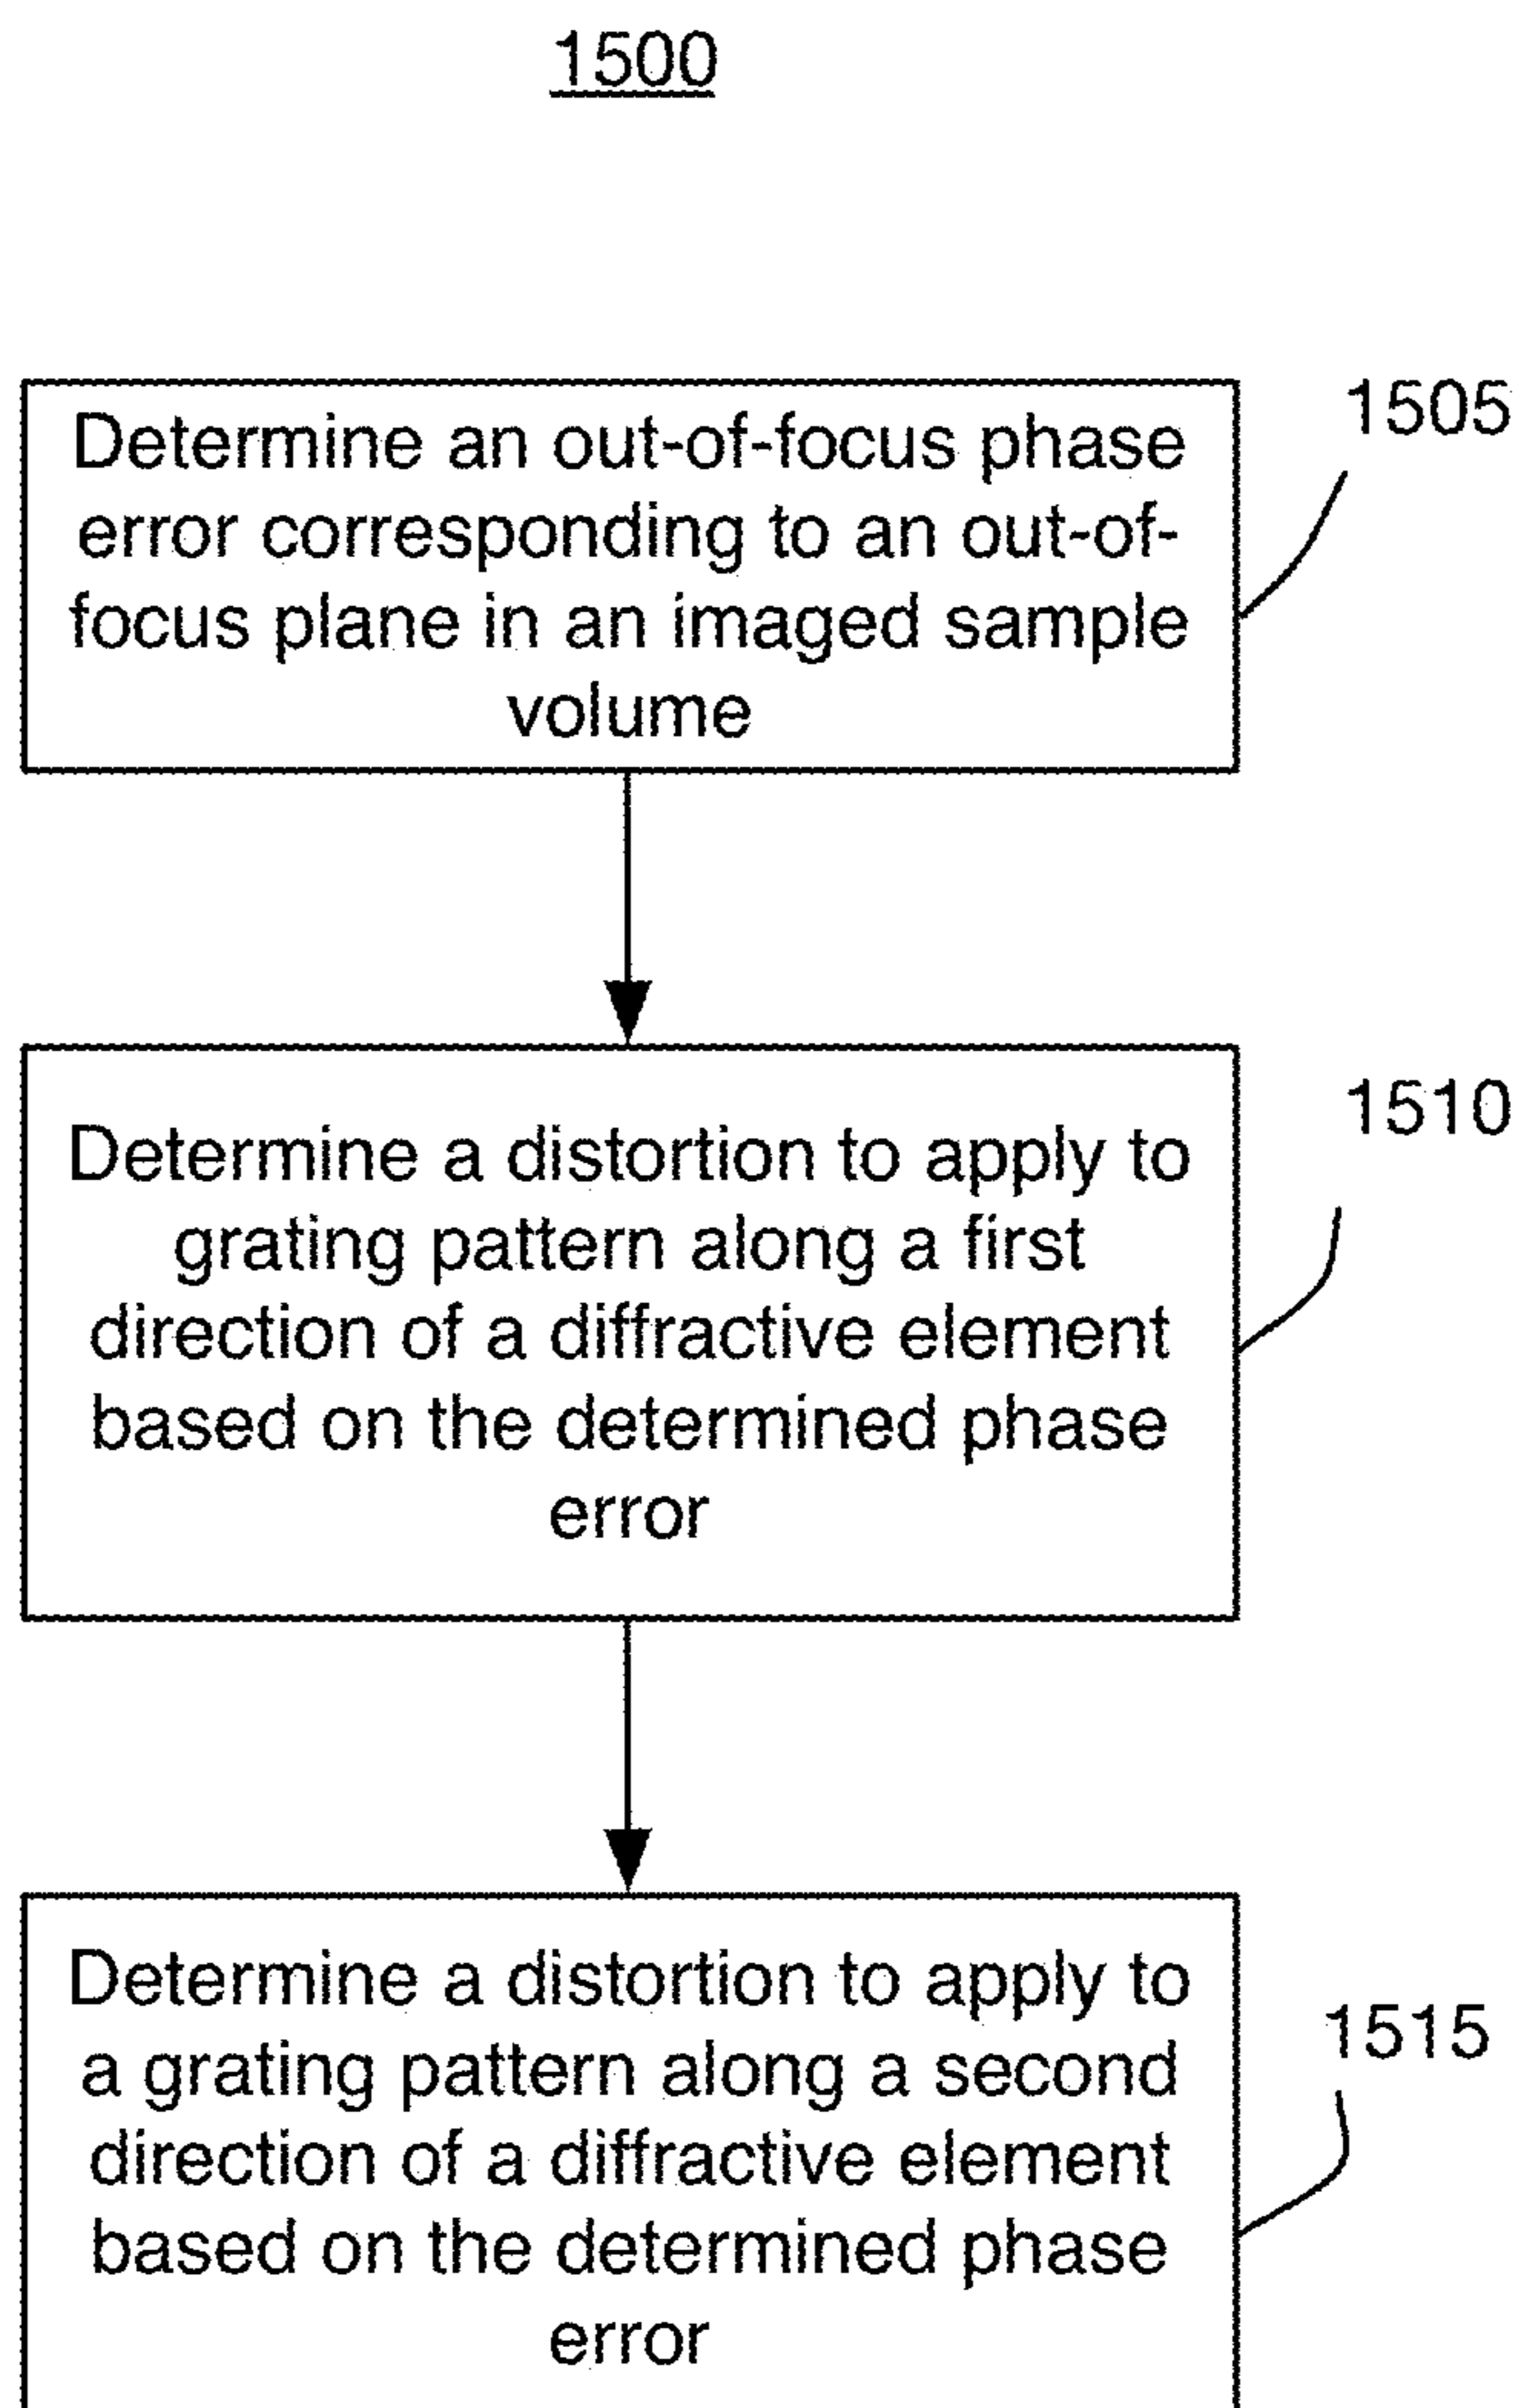 1500
Determine an out-of-focus phase
error corresponding to an out-of-
focus plane in an imaged sample
volume
1505
Determine a distortion to apply to
grating pattern along a first
direction of a diffractive element
based on the determined phase
error
1510
Determine a distortion to apply to
a grating pattern along a second
direction of a diffractive element
based on the determined phase
error
1515